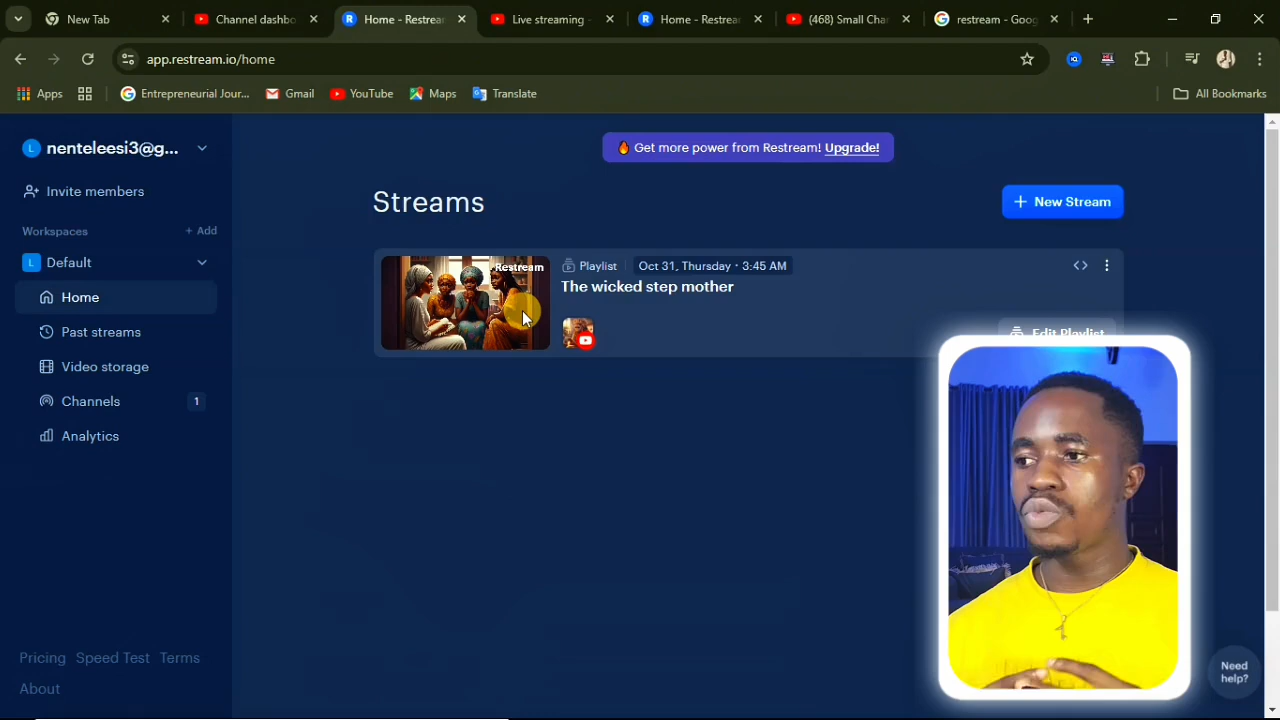 New Tab
Channel dashbo
Home - Restrean
Live streaming -
Home - Restrea
(468) Small Cha
restream - Goog
app.restream.io/home
Apps
Entrepreneurial Jour...
Gmail
YouTube
Maps
Translate
All Bookmarks
L nenteleesi3@g...
Get more power from Restream! Upgrade!
Invite members
Streams
+ New Stream
Workspaces
+ Add
L Default
Restream
Playlist
Oct 31, Thursday · 3:45 AM
The wicked step mother
Edit Playlist
Home
Past streams
Video storage
Channels 1
Analytics
Pricing Speed Test Terms
About
Need
help?